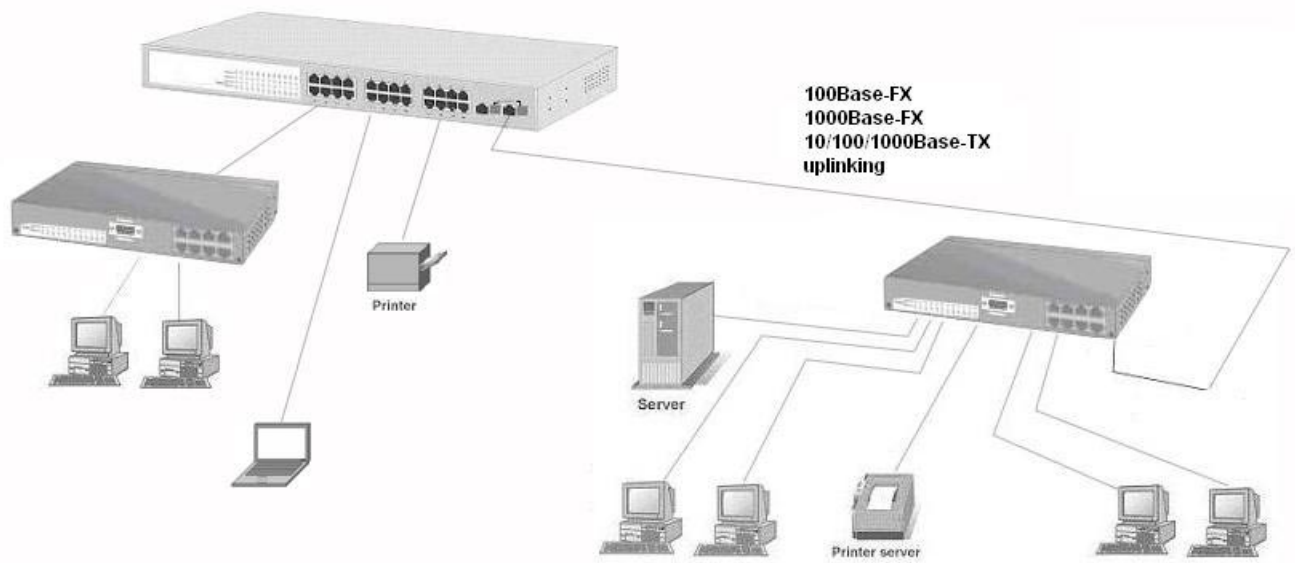 100Base-FX
1000Base-FX
10/100/1000Base-TX
uplinking
Printer
Server
Printer server